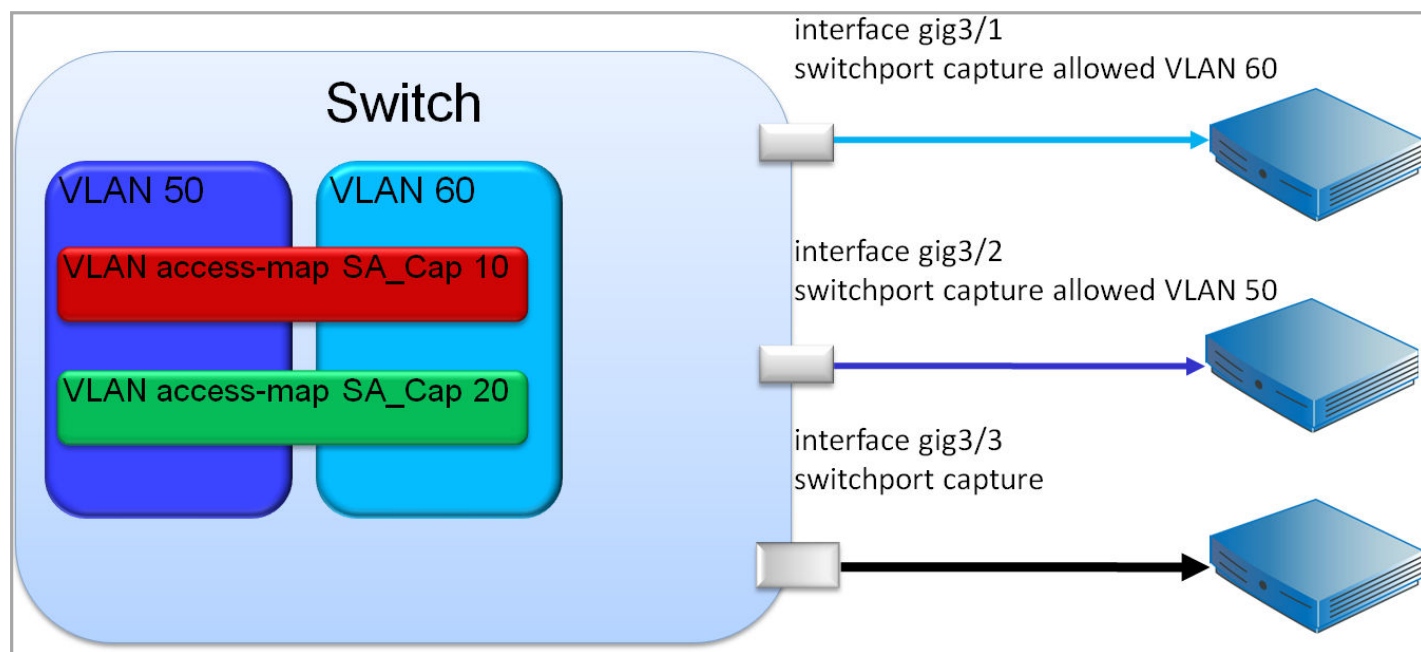 Switch
VLAN 50
VLAN 60
VLAN access-map SA_Cap 10
VLAN access-map SA_Cap 20
interface gig3/1
switchport capture allowed VLAN 60
interface gig3/2
switchport capture allowed VLAN 50
interface gig3/3
switchport capture